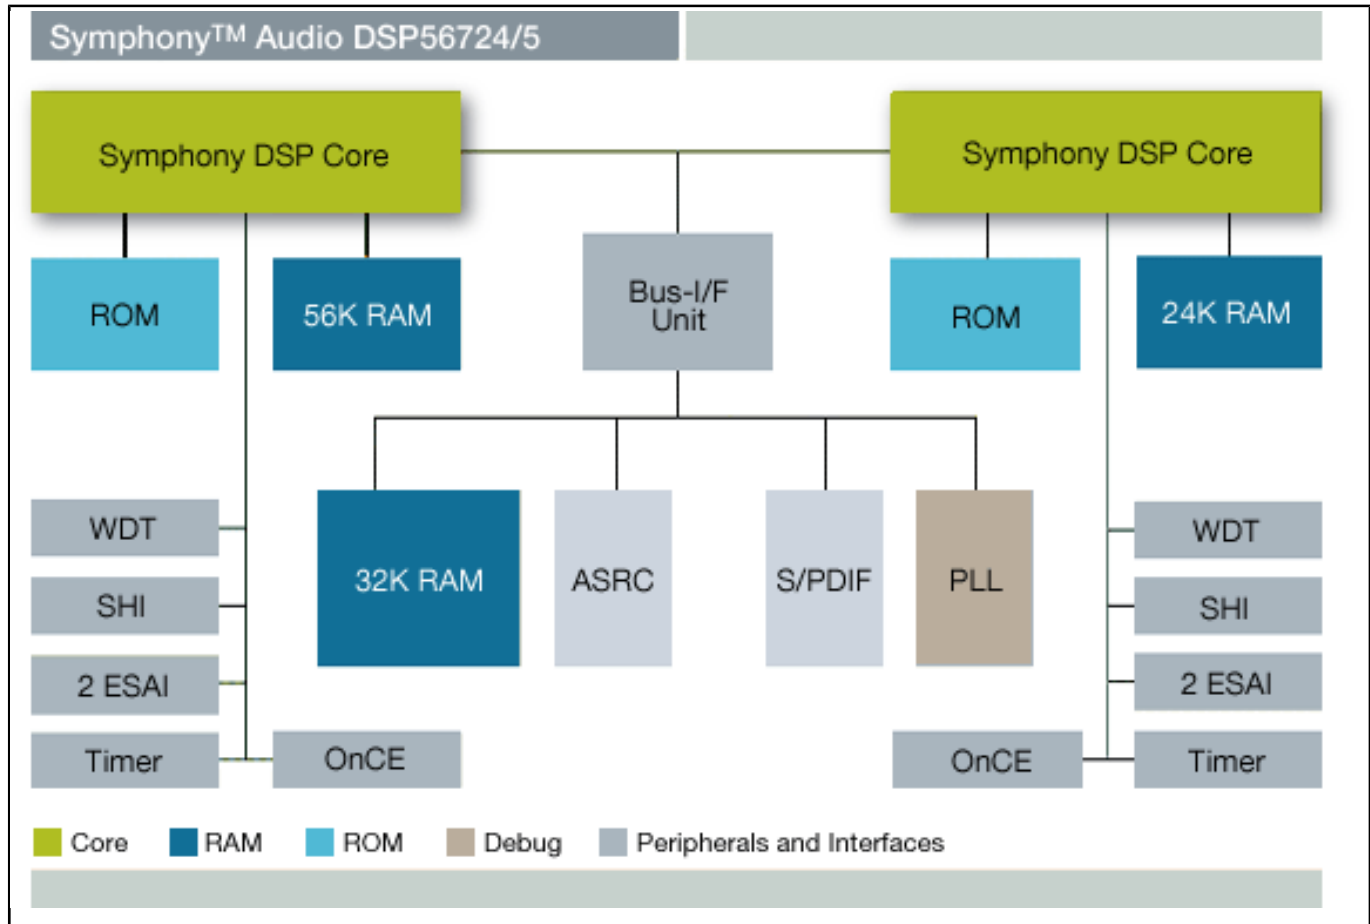 Symphony™ Audio DSP56724/5
Symphony DSP Core
Symphony DSP Core
ROM
56K RAM
Bus-I/F
Unit
ROM
24K RAM
WDT
SHI
2 ESAI
Timer
OnCE
32K RAM
ASRC
S/PDIF
PLL
WDT
SHI
2 ESAI
OnCE
Timer
Core
RAM
ROM
Debug
Peripherals and Interfaces